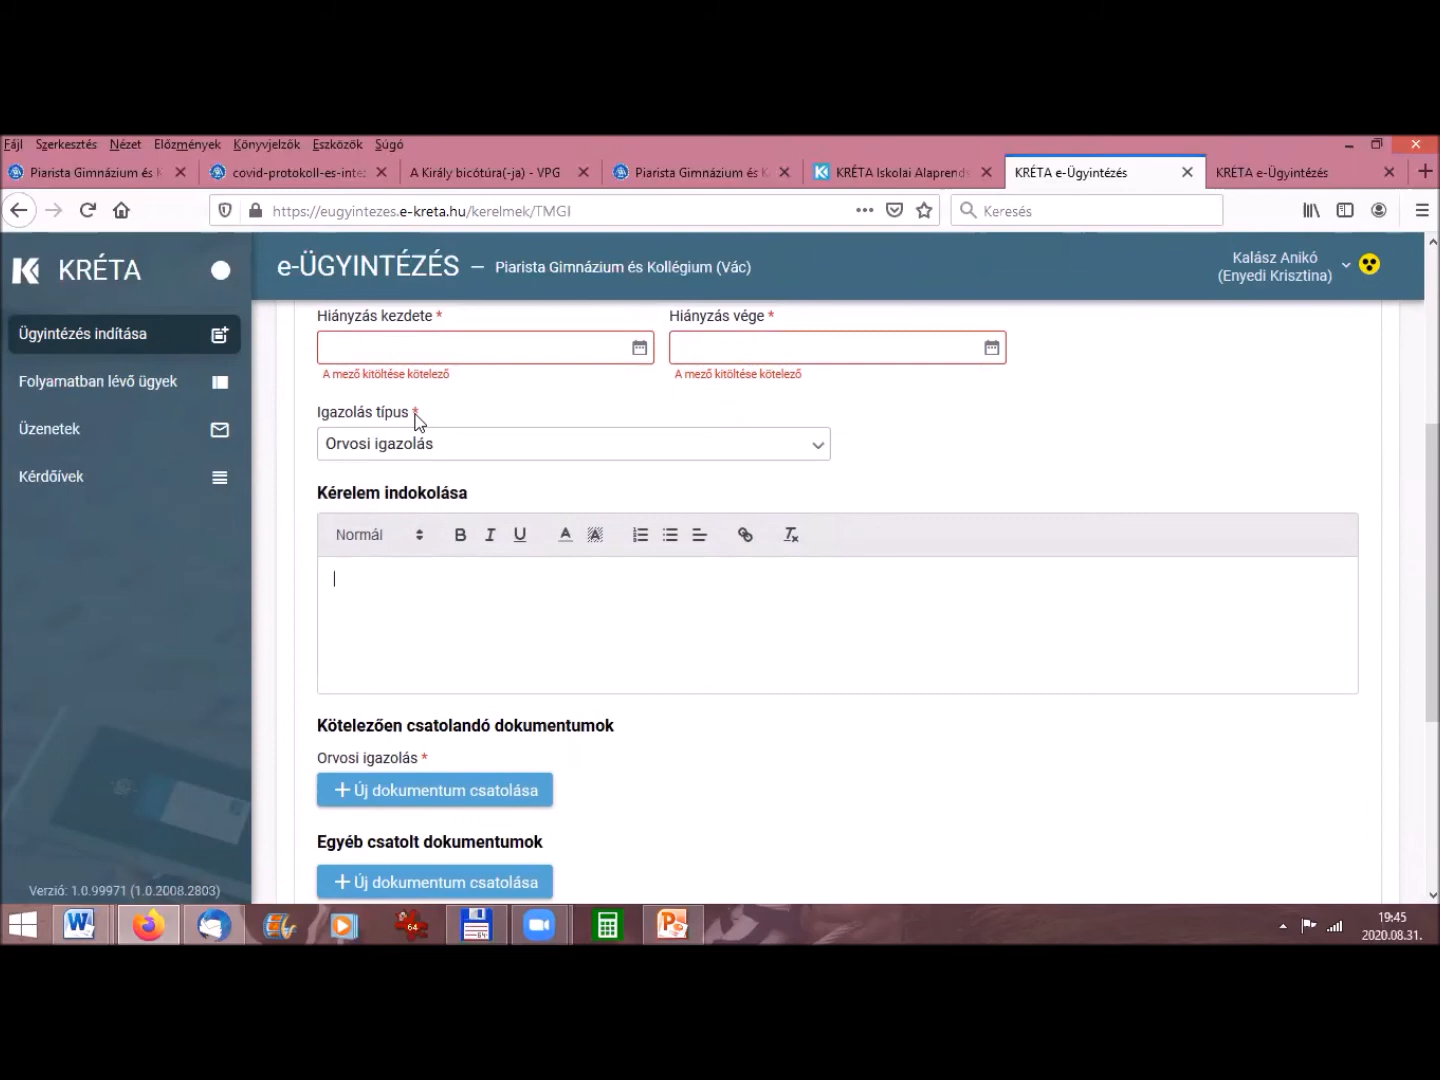 Fájl Szerkesztés Nézet Előzmények Könyvjelzők Eszközök Súgó
Piarista Gimnázium és K covid-protokoll-es-inte A Király bicótúra(-ja) - VPG Piarista Gimnázium és K KRÉTA Iskolai Alaprends KRÉTA e-Ügyintézés KRÉTA e-Ügyintézés
https://eugyintezes.e-kreta.hu/kerelmek/TMGI Keresés
KRÉTA
e-ÜGYINTÉZÉS — Piarista Gimnázium és Kollégium (Vác)
Kalász Anikó
(Enyedi Krisztina)
Ügyintézés indítása
Folyamatban lévő ügyek
Üzenetek
Kérdőívek
Verzió: 1.0.99971 (1.0.2008.2803)
Hiányzás kezdete * Hiányzás vége *
A mező kitöltése kötelező A mező kitöltése kötelező
Igazolás típus *
Orvosi igazolás
Kérelem indokolása
Normál B I U A A
Kötelezően csatolandó dokumentumok
Orvosi igazolás *
+ Új dokumentum csatolása
Egyéb csatolt dokumentumok
+ Új dokumentum csatolása
64
19:45
2020.08.31.